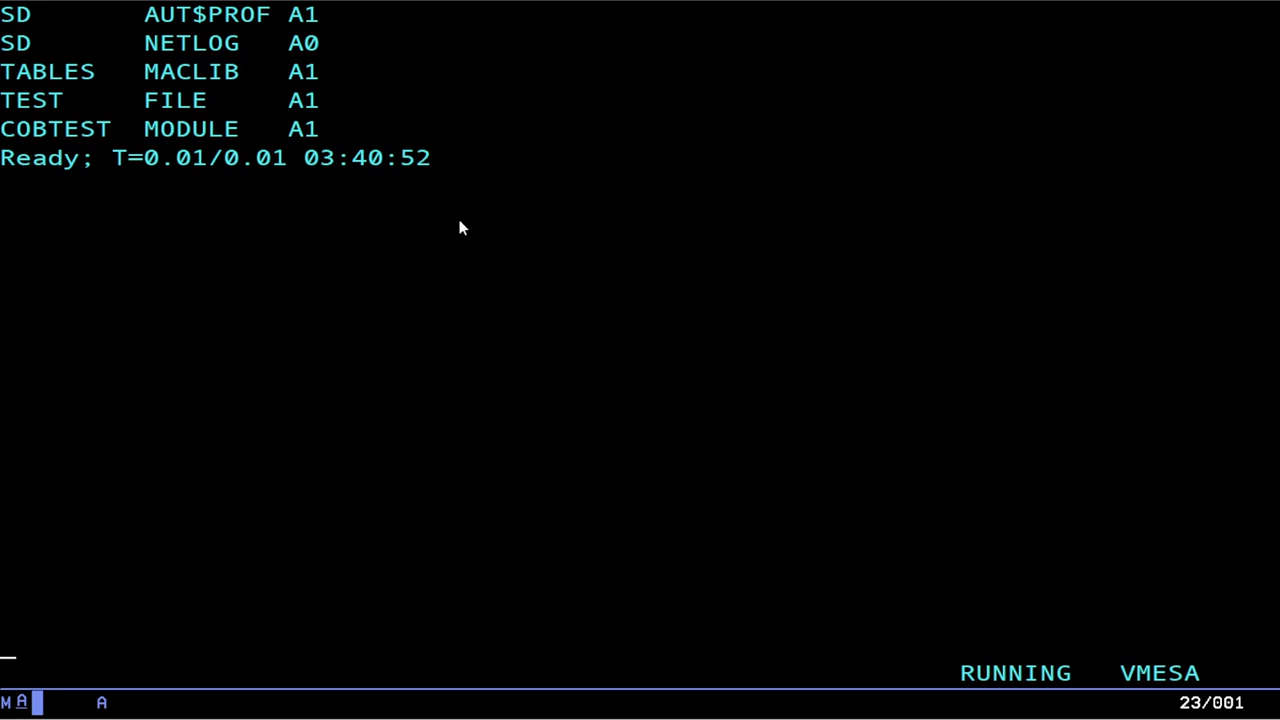 SD       AUT$PROF A1
SD       NETLOG   A0
TABLES   MACLIB   A1
TEST     FILE     A1
COBTEST  MODULE   A1
Ready; T=0.01/0.01 03:40:52
RUNNING   VMESA
M A     A     23/001